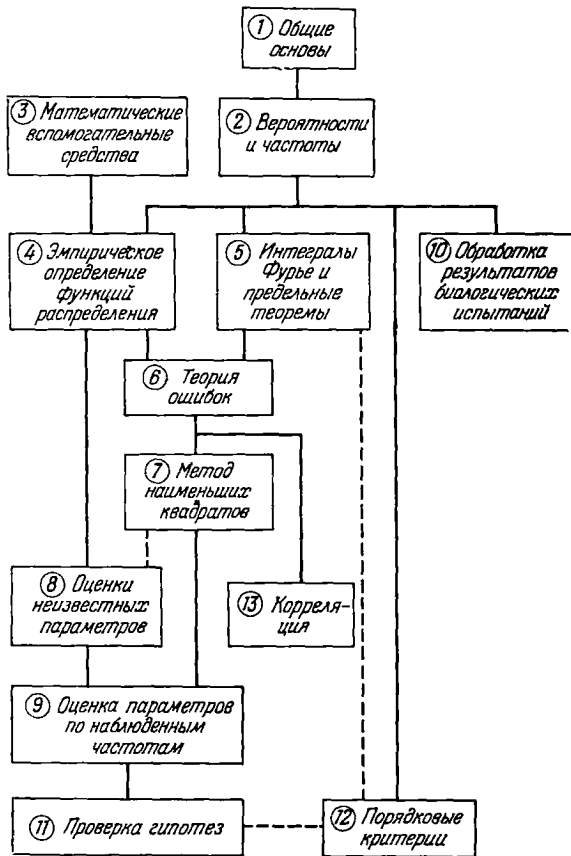 ① Общие
основы
③ Математические
вспомогательные
средства
② Вероятности
и частоты
④ Эмпирическое
определение
функций
распределения
⑤ Интегралы
Фурье и
предельные
теоремы
⑩ Обработка
результатов
биологических
испытаний
⑥ Теория
ошибок
⑦ Метод
наименьших
квадратов
⑧ Оценки
неизвестных
параметров
⑬ Корреля-
ция
⑨ Оценка параметров
по наблюденным
частотам
⑪ Проверка гипотез
⑫ Порядковые
критерии